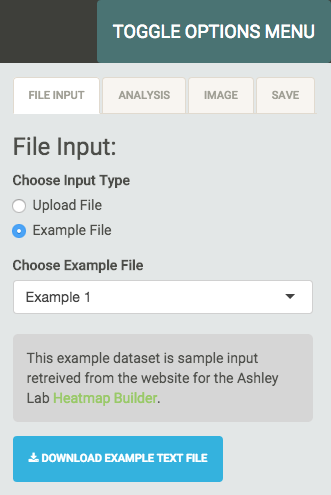 TOGGLE OPTIONS MENU
FILE INPUT ANALYSIS IMAGE SAVE
File Input:
Choose Input Type
Upload File
Example File
Choose Example File
Example 1
This example dataset is sample input
retreived from the website for the Ashley
Lab Heatmap Builder.
DOWNLOAD EXAMPLE TEXT FILE